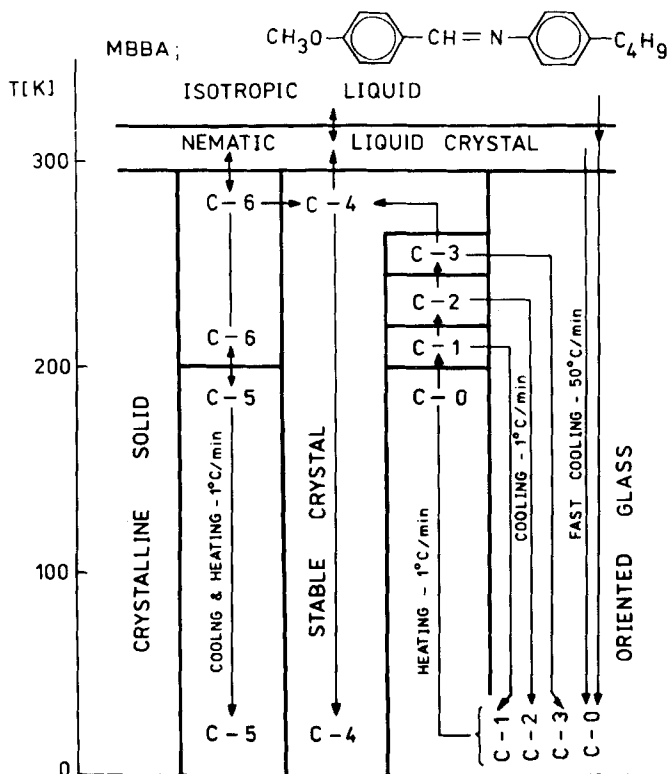 MBBA;
CH3O CH=N C4H9
T[K]
ISOTROPIC LIQUID
NEMATIC LIQUID CRYSTAL
300
C-6 C-4
C-3
C-2
C-6
C-1
200
C-5
C-0
100
0
CRYSTALLINE SOLID
COOLNG & HEATING-1°C/min
STABLE CRYSTAL
HEATING - 1°C/min
COOLING - 1°C/min
FAST COOLING - 50°C/min
ORIENTED GLASS
C-5
C-4
C-1
C-2
C-3
C-0